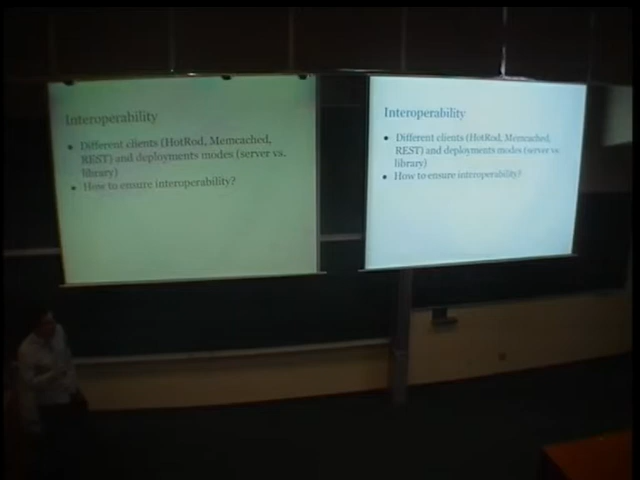 Interoperability
• Different clients (HotRod, Memcached,
REST) and deployments modes (server vs.
library)
• How to ensure interoperability?
Interoperability
• Different clients (HotRod, Memcached,
REST) and deployments modes (server vs.
library)
• How to ensure interoperability?